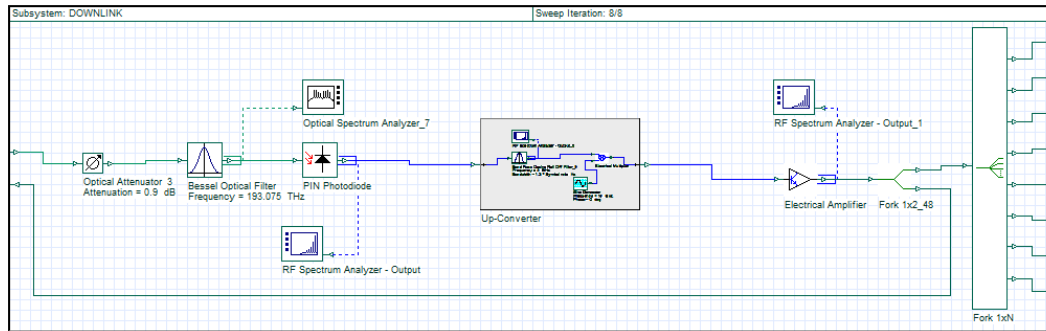 Subsystem: DOWNLINK
Sweep Iteration: 8/8
Optical Spectrum Analyzer_7
RF Spectrum Analyzer - Output_1
Optical Attenuator 3
Attenuation = 0.9 dB
Bessel Optical Filter
Frequency = 193.075 THz
PIN Photodiode
Up-Converter
Electrical Amplifier
Fork 1x2_48
RF Spectrum Analyzer - Output
Fork 1xN